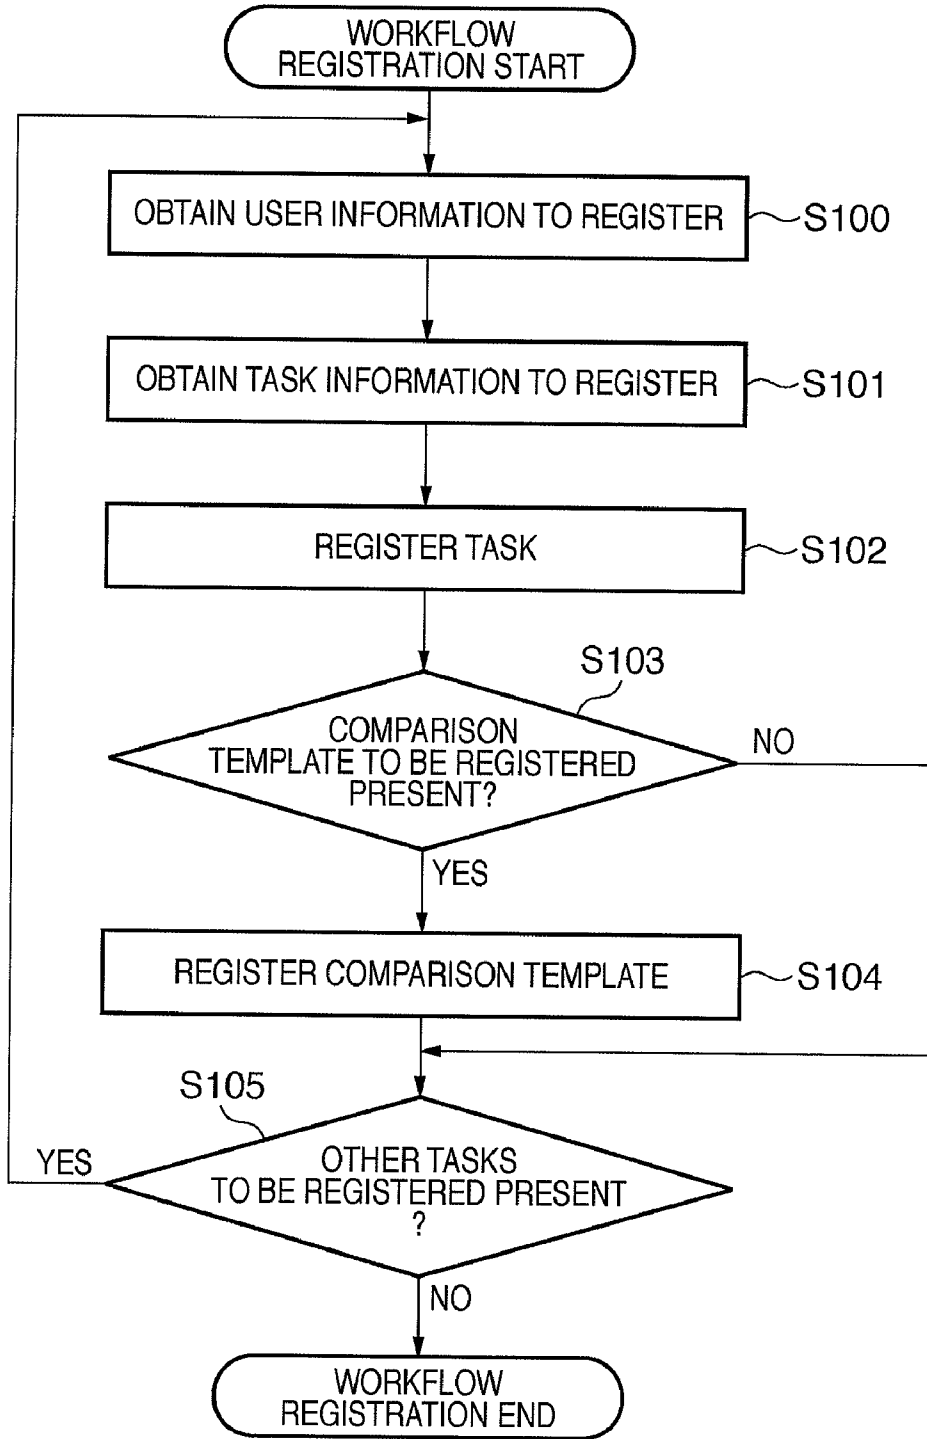 WORKFLOW
REGISTRATION START
OBTAIN USER INFORMATION TO REGISTER
S100
OBTAIN TASK INFORMATION TO REGISTER
S101
REGISTER TASK
S102
S103
COMPARISON
TEMPLATE TO BE REGISTERED
PRESENT?
NO
YES
REGISTER COMPARISON TEMPLATE
S104
S105
YES
OTHER TASKS
TO BE REGISTERED PRESENT
?
NO
WORKFLOW
REGISTRATION END